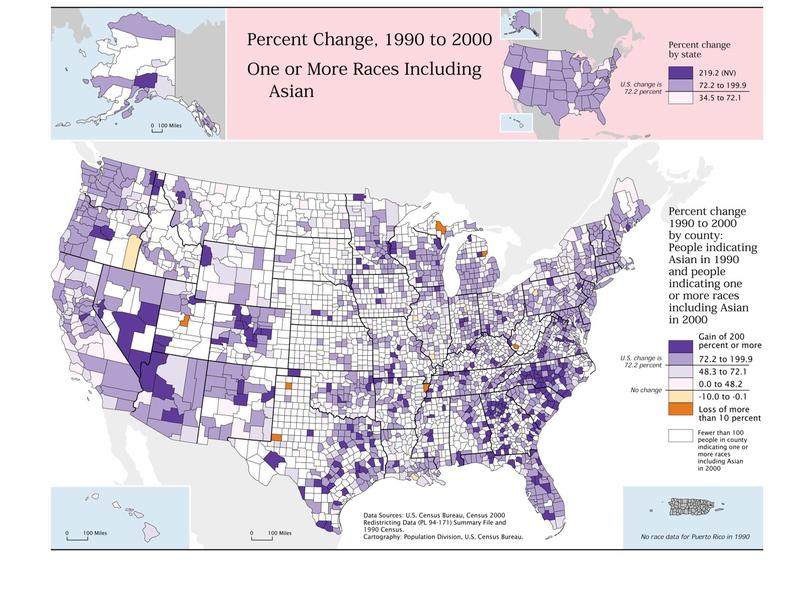 Percent Change, 1990 to 2000
One or More Races Including
Asian
0 100 Miles
Percent change
by state
U.S. change is
72.2 percent
219.2 (NV)
72.2 to 199.9
34.5 to 72.1
Percent change
1990 to 2000
by county:
People indicating
Asian in 1990
and people
indicating one
or more races
including Asian
in 2000
Gain of 200
percent or more
U.S. change is
72.2 percent
72.2 to 199.9
48.3 to 72.1
0.0 to 48.2
No change
-10.0 to -0.1
Loss of more
than 10 percent
Fewer than 100
people in county
indicating one or
more races
including Asian
in 2000
0 100 Miles
0 100 Miles
Data Sources: U.S. Census Bureau, Census 2000
Redistricting Data (PL 94-171) Summary File and
1990 Census.
Cartography: Population Division, U.S. Census Bureau.
No race data for Puerto Rico in 1990